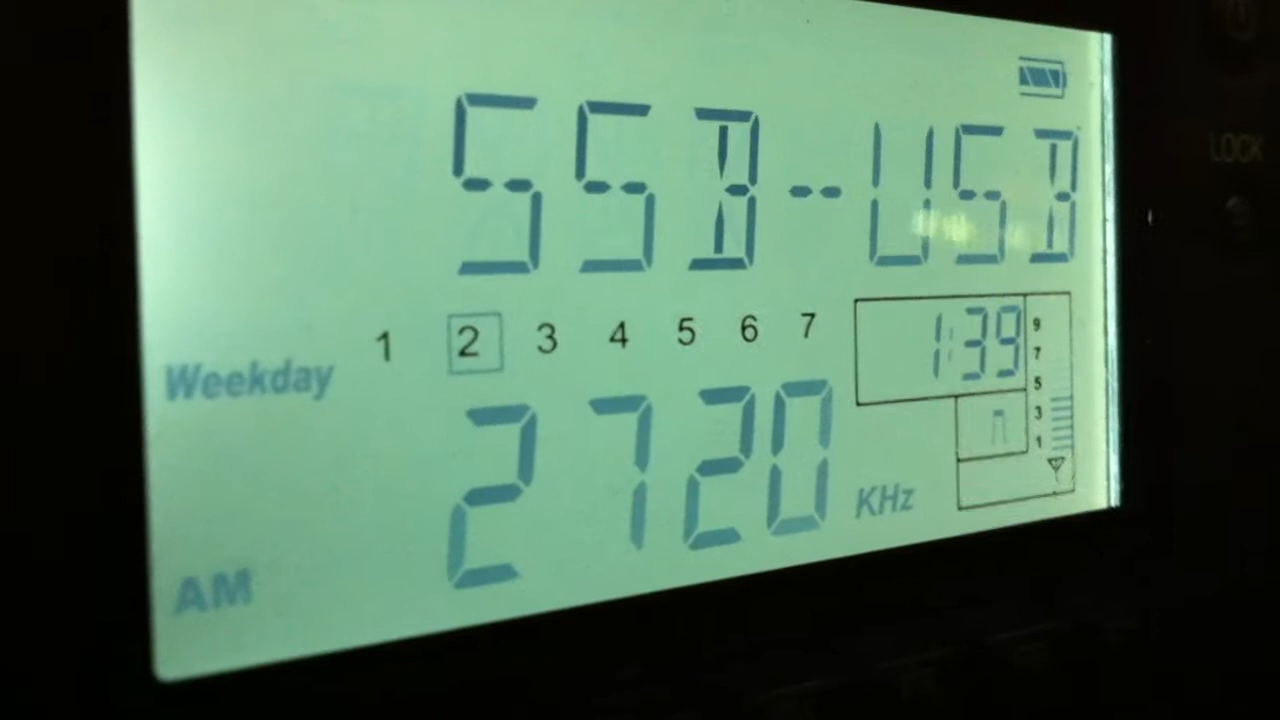 SSB--USB
LOCK
1 2 3 4 5 6 7
1:39
9
7
5
3
1
Weekday
2720 KHz
AM